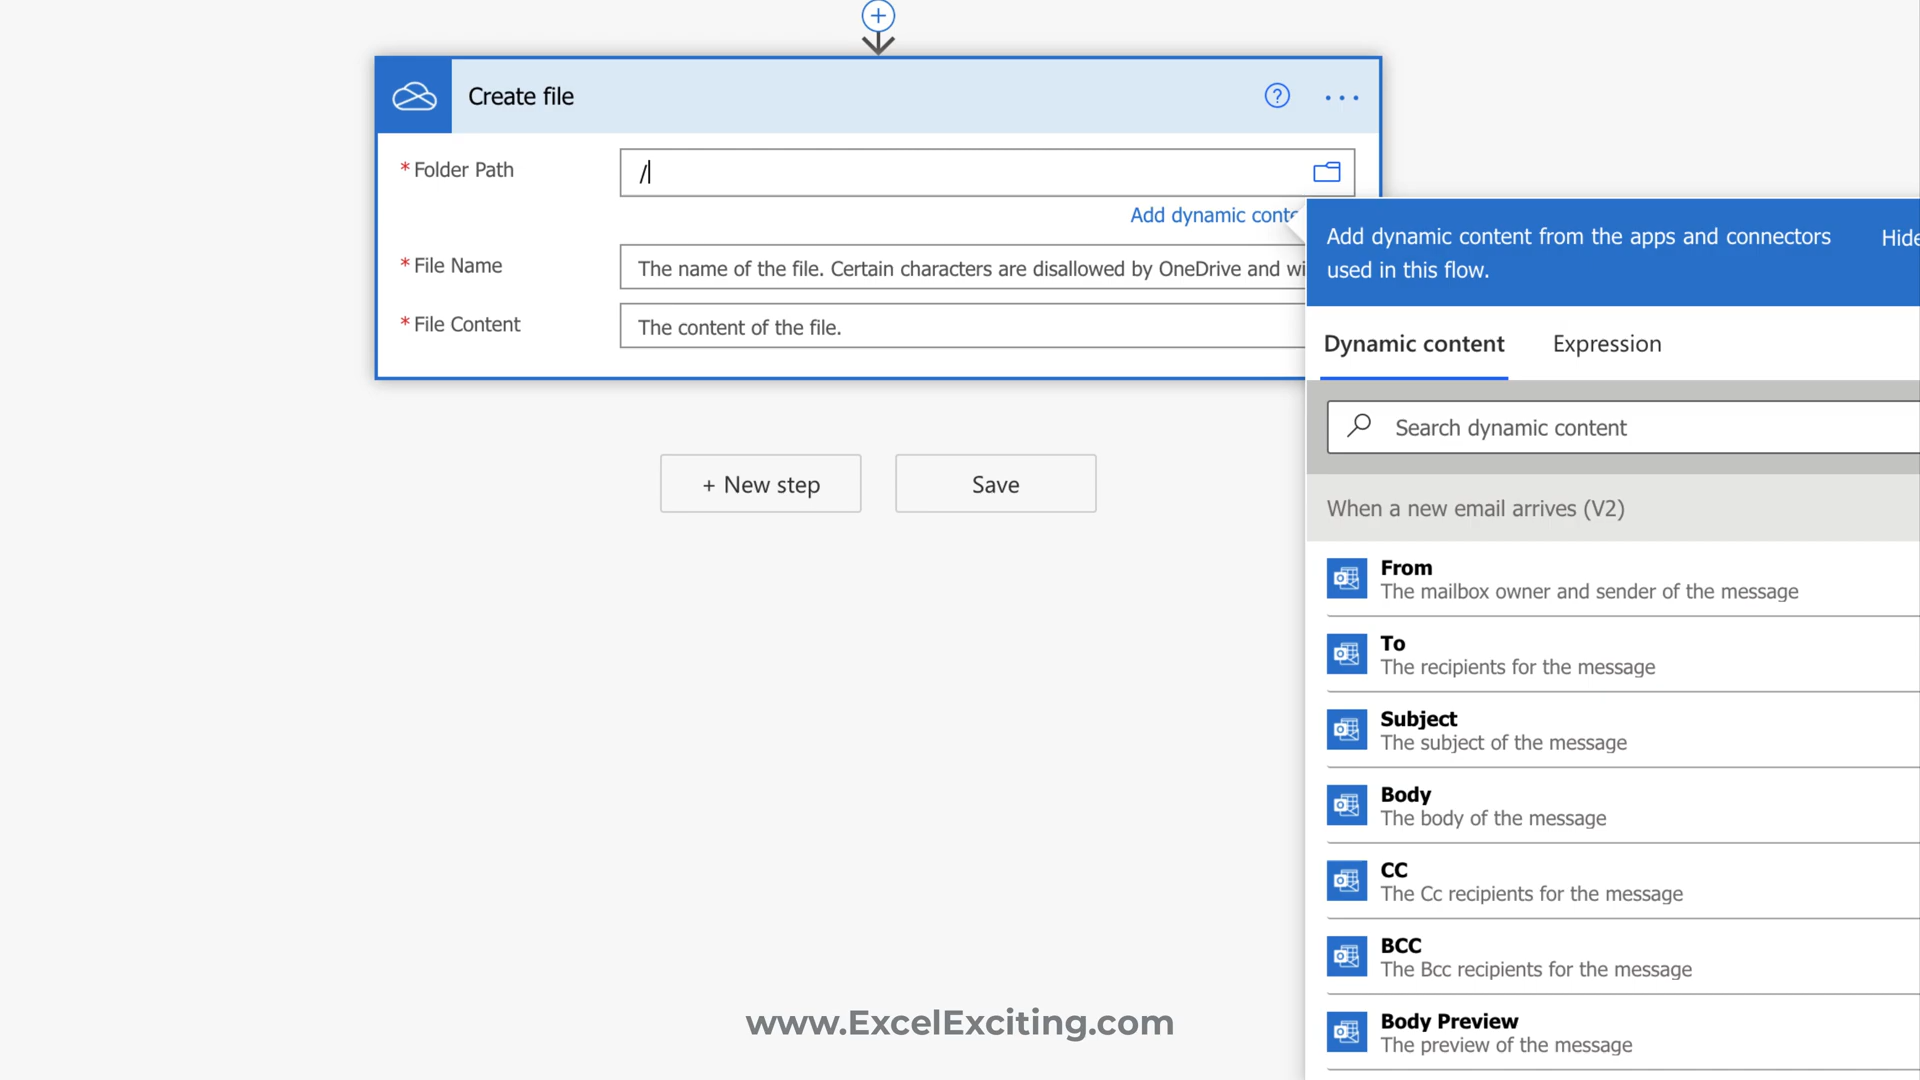 Create file
* Folder Path
/
Add dynamic conte
* File Name
The name of the file. Certain characters are disallowed by OneDrive and wi
* File Content
The content of the file.
+ New step
Save
Add dynamic content from the apps and connectors
used in this flow.
Hide
Dynamic content
Expression
Search dynamic content
When a new email arrives (V2)
From
The mailbox owner and sender of the message
To
The recipients for the message
Subject
The subject of the message
Body
The body of the message
CC
The Cc recipients for the message
BCC
The Bcc recipients for the message
Body Preview
The preview of the message
www.ExcelExciting.com